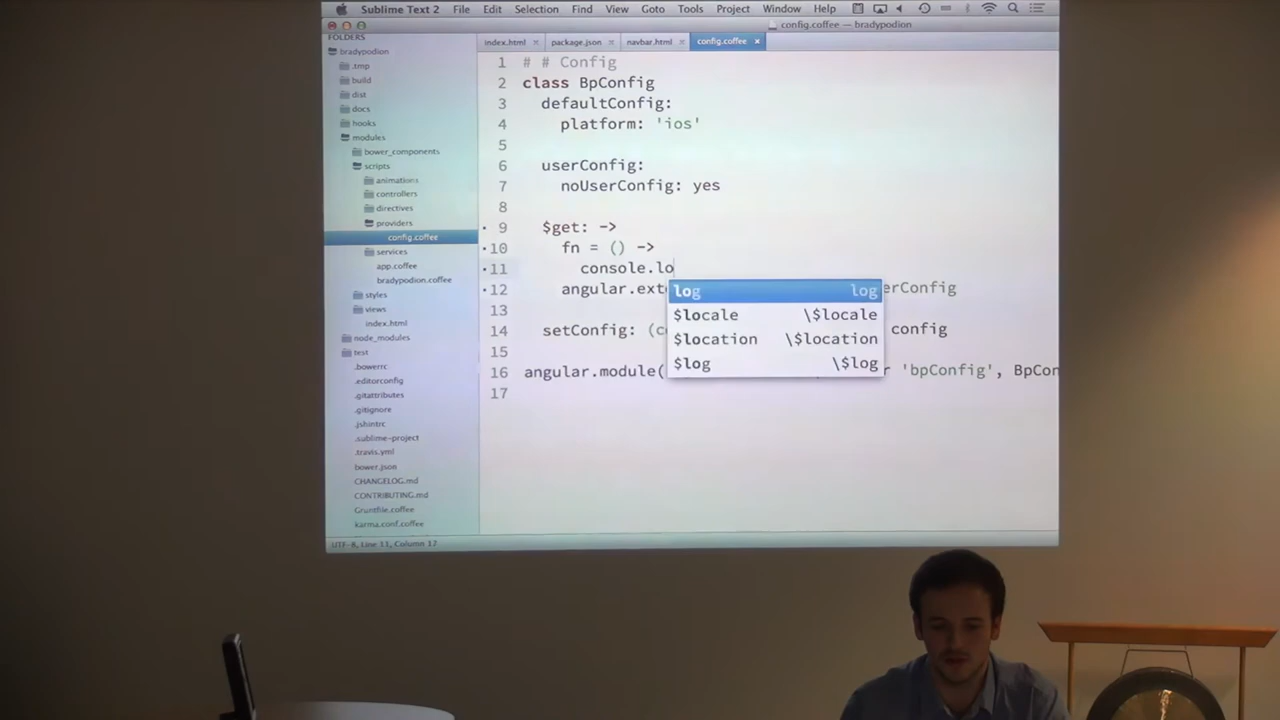 Sublime Text 2 File Edit Selection Find View Goto Tools Project Window Help
config.coffee — bradypodion
FOLDERS
bradypodion
.tmp
build
dist
docs
hooks
modules
bower_components
scripts
animations
controllers
directives
providers
config.coffee
services
app.coffee
bradypodion.coffee
styles
views
index.html
node_modules
test
.bowerrc
.editorconfig
.gitattributes
.gitignore
.jshintrc
.sublime-project
.travis.yml
bower.json
CHANGELOG.md
CONTRIBUTING.md
Gruntfile.coffee
karma.conf.coffee
index.html package.json navbar.html config.coffee
1 # # Config
2 class BpConfig
3 defaultConfig:
4 platform: 'ios'
5
6 userConfig:
7 noUserConfig: yes
8
9 $get: ->
10 fn = () ->
11 console.lo
12 angular.ext erConfig
13
14 setConfig: (c config
15
16 angular.module( r 'bpConfig', BpCon
17
log log
$locale \$locale
$location \$location
$log \$log
UTF-8, Line 11, Column 17